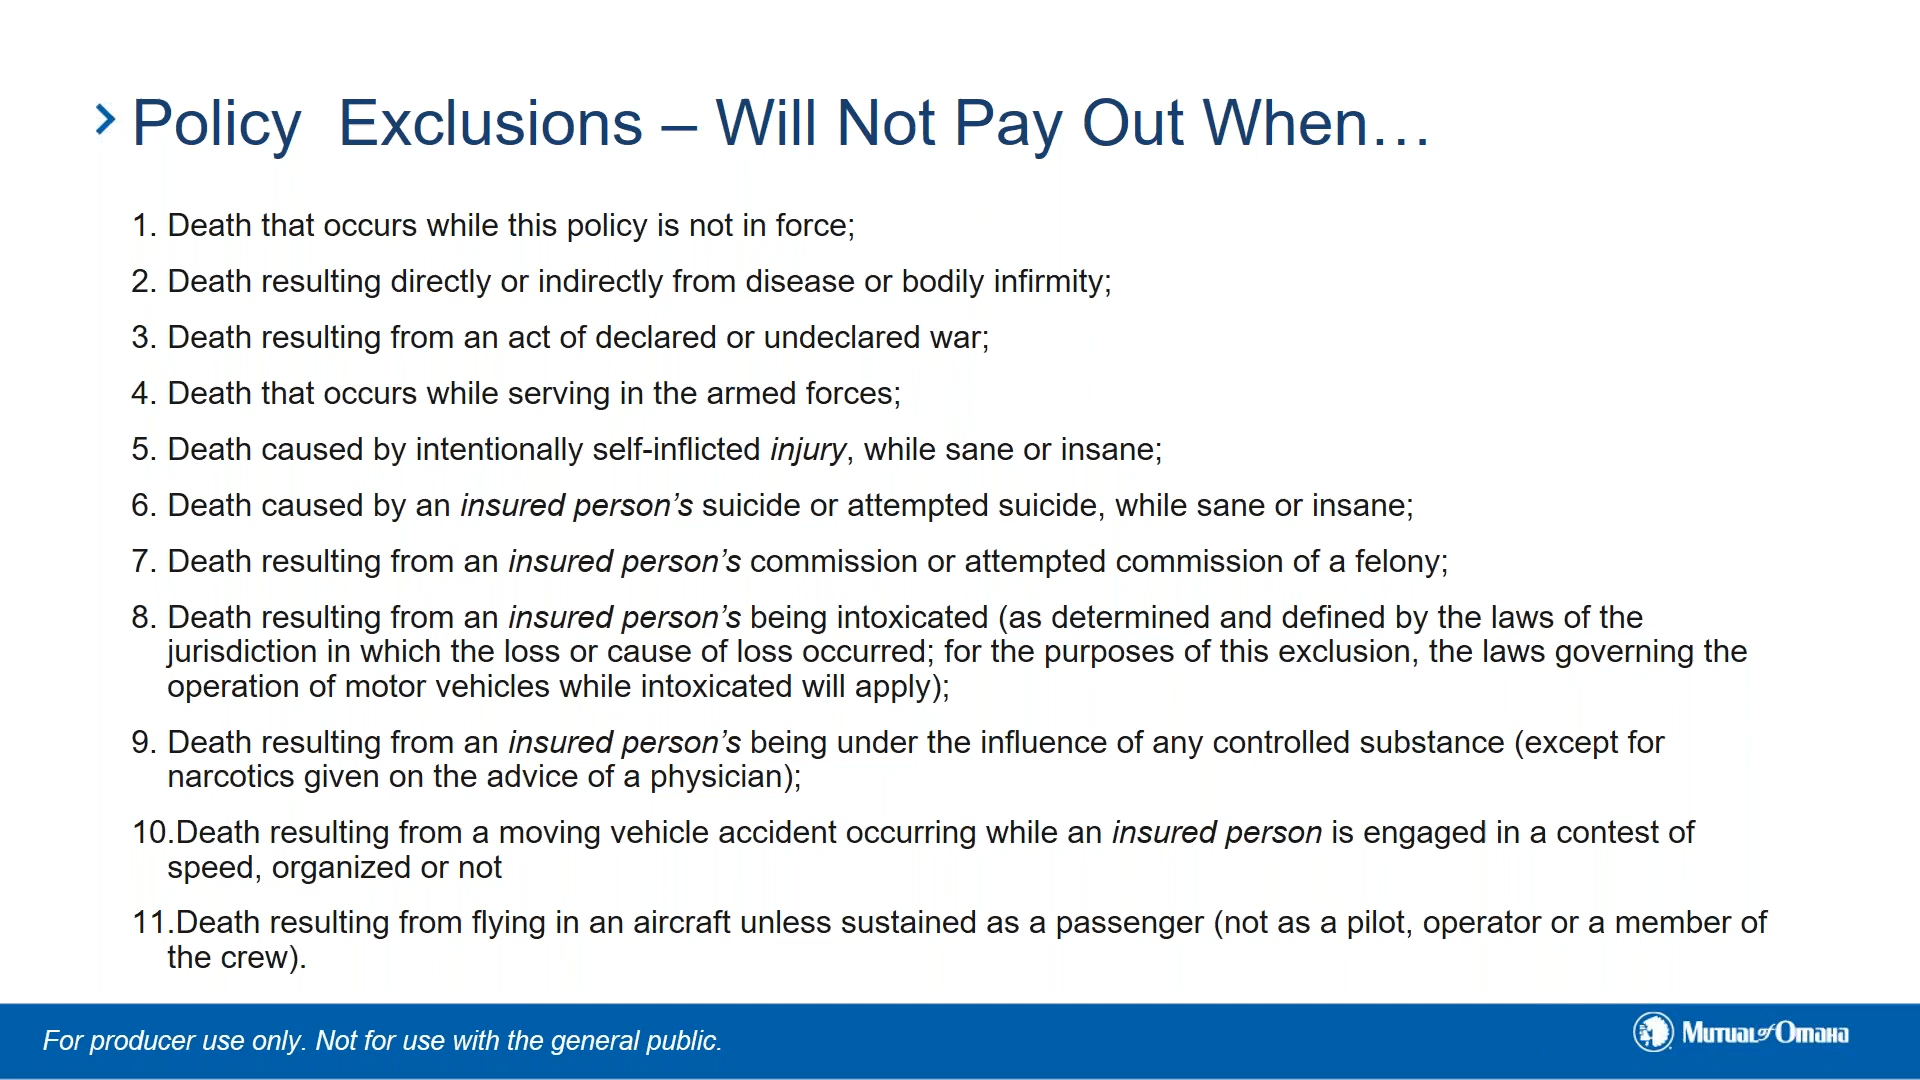 Policy  Exclusions – Will Not Pay Out When…
1. Death that occurs while this policy is not in force;
2. Death resulting directly or indirectly from disease or bodily infirmity;
3. Death resulting from an act of declared or undeclared war;
4. Death that occurs while serving in the armed forces;
5. Death caused by intentionally self-inflicted injury, while sane or insane;
6. Death caused by an insured person’s suicide or attempted suicide, while sane or insane;
7. Death resulting from an insured person’s commission or attempted commission of a felony;
8. Death resulting from an insured person’s being intoxicated (as determined and defined by the laws of the
jurisdiction in which the loss or cause of loss occurred; for the purposes of this exclusion, the laws governing the
operation of motor vehicles while intoxicated will apply);
9. Death resulting from an insured person’s being under the influence of any controlled substance (except for
narcotics given on the advice of a physician);
10.Death resulting from a moving vehicle accident occurring while an insured person is engaged in a contest of
speed, organized or not
11.Death resulting from flying in an aircraft unless sustained as a passenger (not as a pilot, operator or a member of
the crew).
For producer use only. Not for use with the general public.
Mutual of Omaha